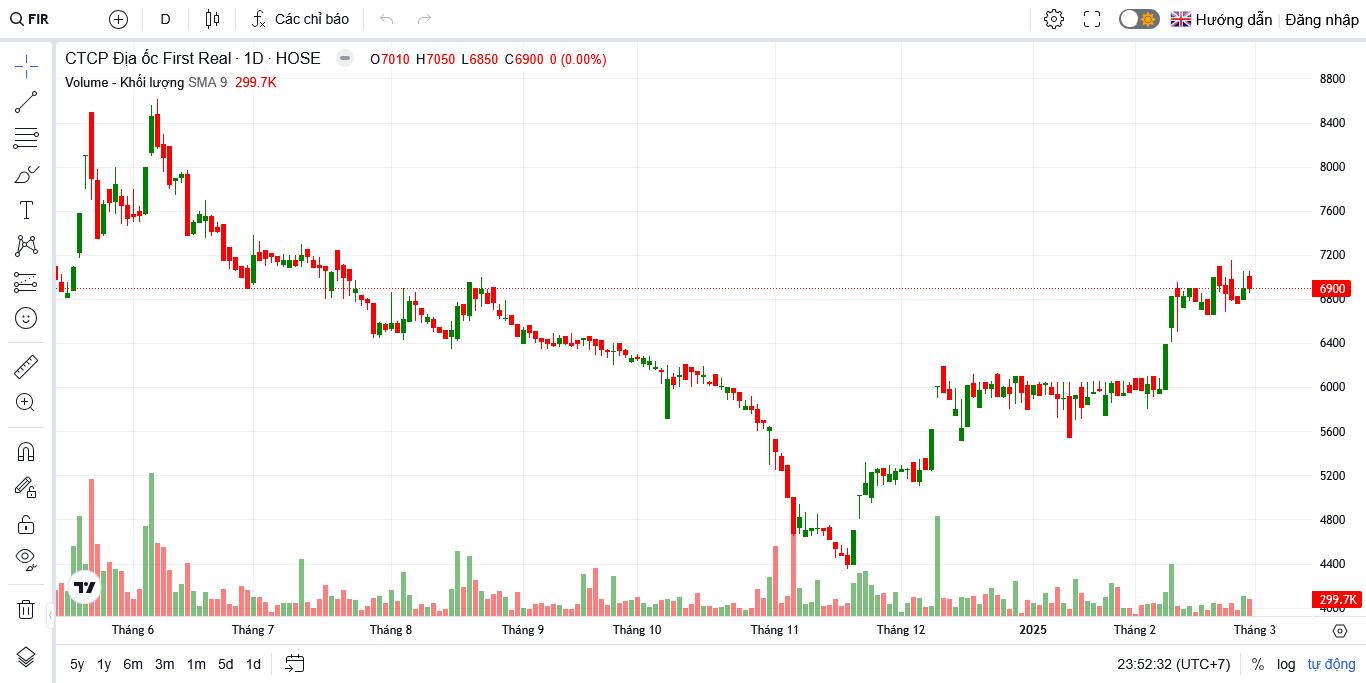 FIR D Các chỉ báo Hướng dẫn Đăng nhập
CTCP Địa ốc First Real · 1D · HOSE O7010 H7050 L6850 C6900 0 (0.00%)
Volume - Khối lượng SMA 9 299.7K
8800
8400
8000
7600
7200
6900
6800
6400
6000
5600
5200
4800
4400
299.7K
4000
Tháng 6 Tháng 7 Tháng 8 Tháng 9 Tháng 10 Tháng 11 Tháng 12 2025 Tháng 2 Tháng 3
5y 1y 6m 3m 1m 5d 1d 23:52:32 (UTC+7) % log tự động